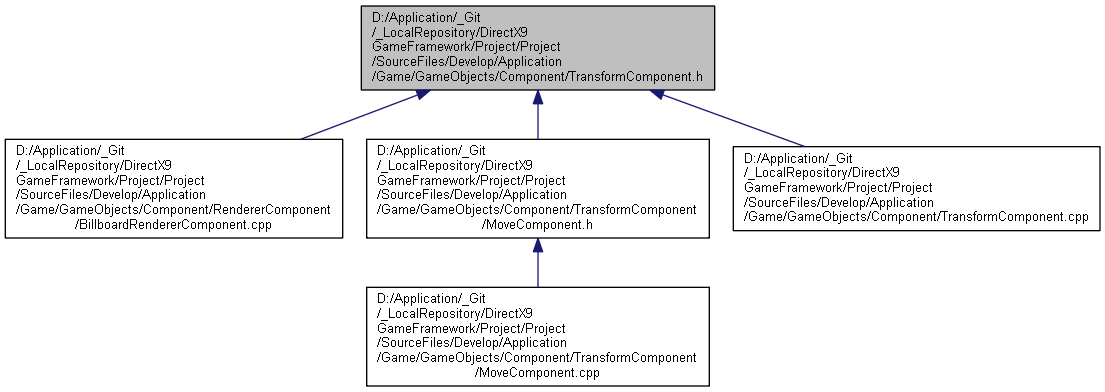 D:/Application/_Git
/_LocalRepository/DirectX9
GameFramework/Project/Project
/SourceFiles/Develop/Application
/Game/GameObjects/Component/TransformComponent.h
D:/Application/_Git
/_LocalRepository/DirectX9
GameFramework/Project/Project
/SourceFiles/Develop/Application
/Game/GameObjects/Component/RendererComponent
/BillboardRendererComponent.cpp
D:/Application/_Git
/_LocalRepository/DirectX9
GameFramework/Project/Project
/SourceFiles/Develop/Application
/Game/GameObjects/Component/TransformComponent
/MoveComponent.h
D:/Application/_Git
/_LocalRepository/DirectX9
GameFramework/Project/Project
/SourceFiles/Develop/Application
/Game/GameObjects/Component/TransformComponent.cpp
D:/Application/_Git
/_LocalRepository/DirectX9
GameFramework/Project/Project
/SourceFiles/Develop/Application
/Game/GameObjects/Component/TransformComponent
/MoveComponent.cpp